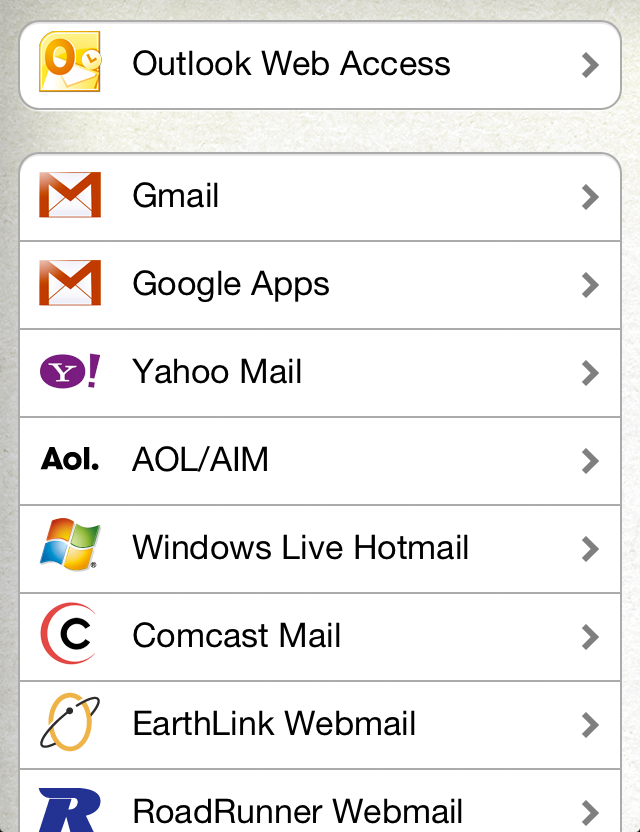 Outlook Web Access
Gmail
Google Apps
Yahoo Mail
Aol. AOL/AIM
Windows Live Hotmail
Comcast Mail
EarthLink Webmail
RoadRunner Webmail